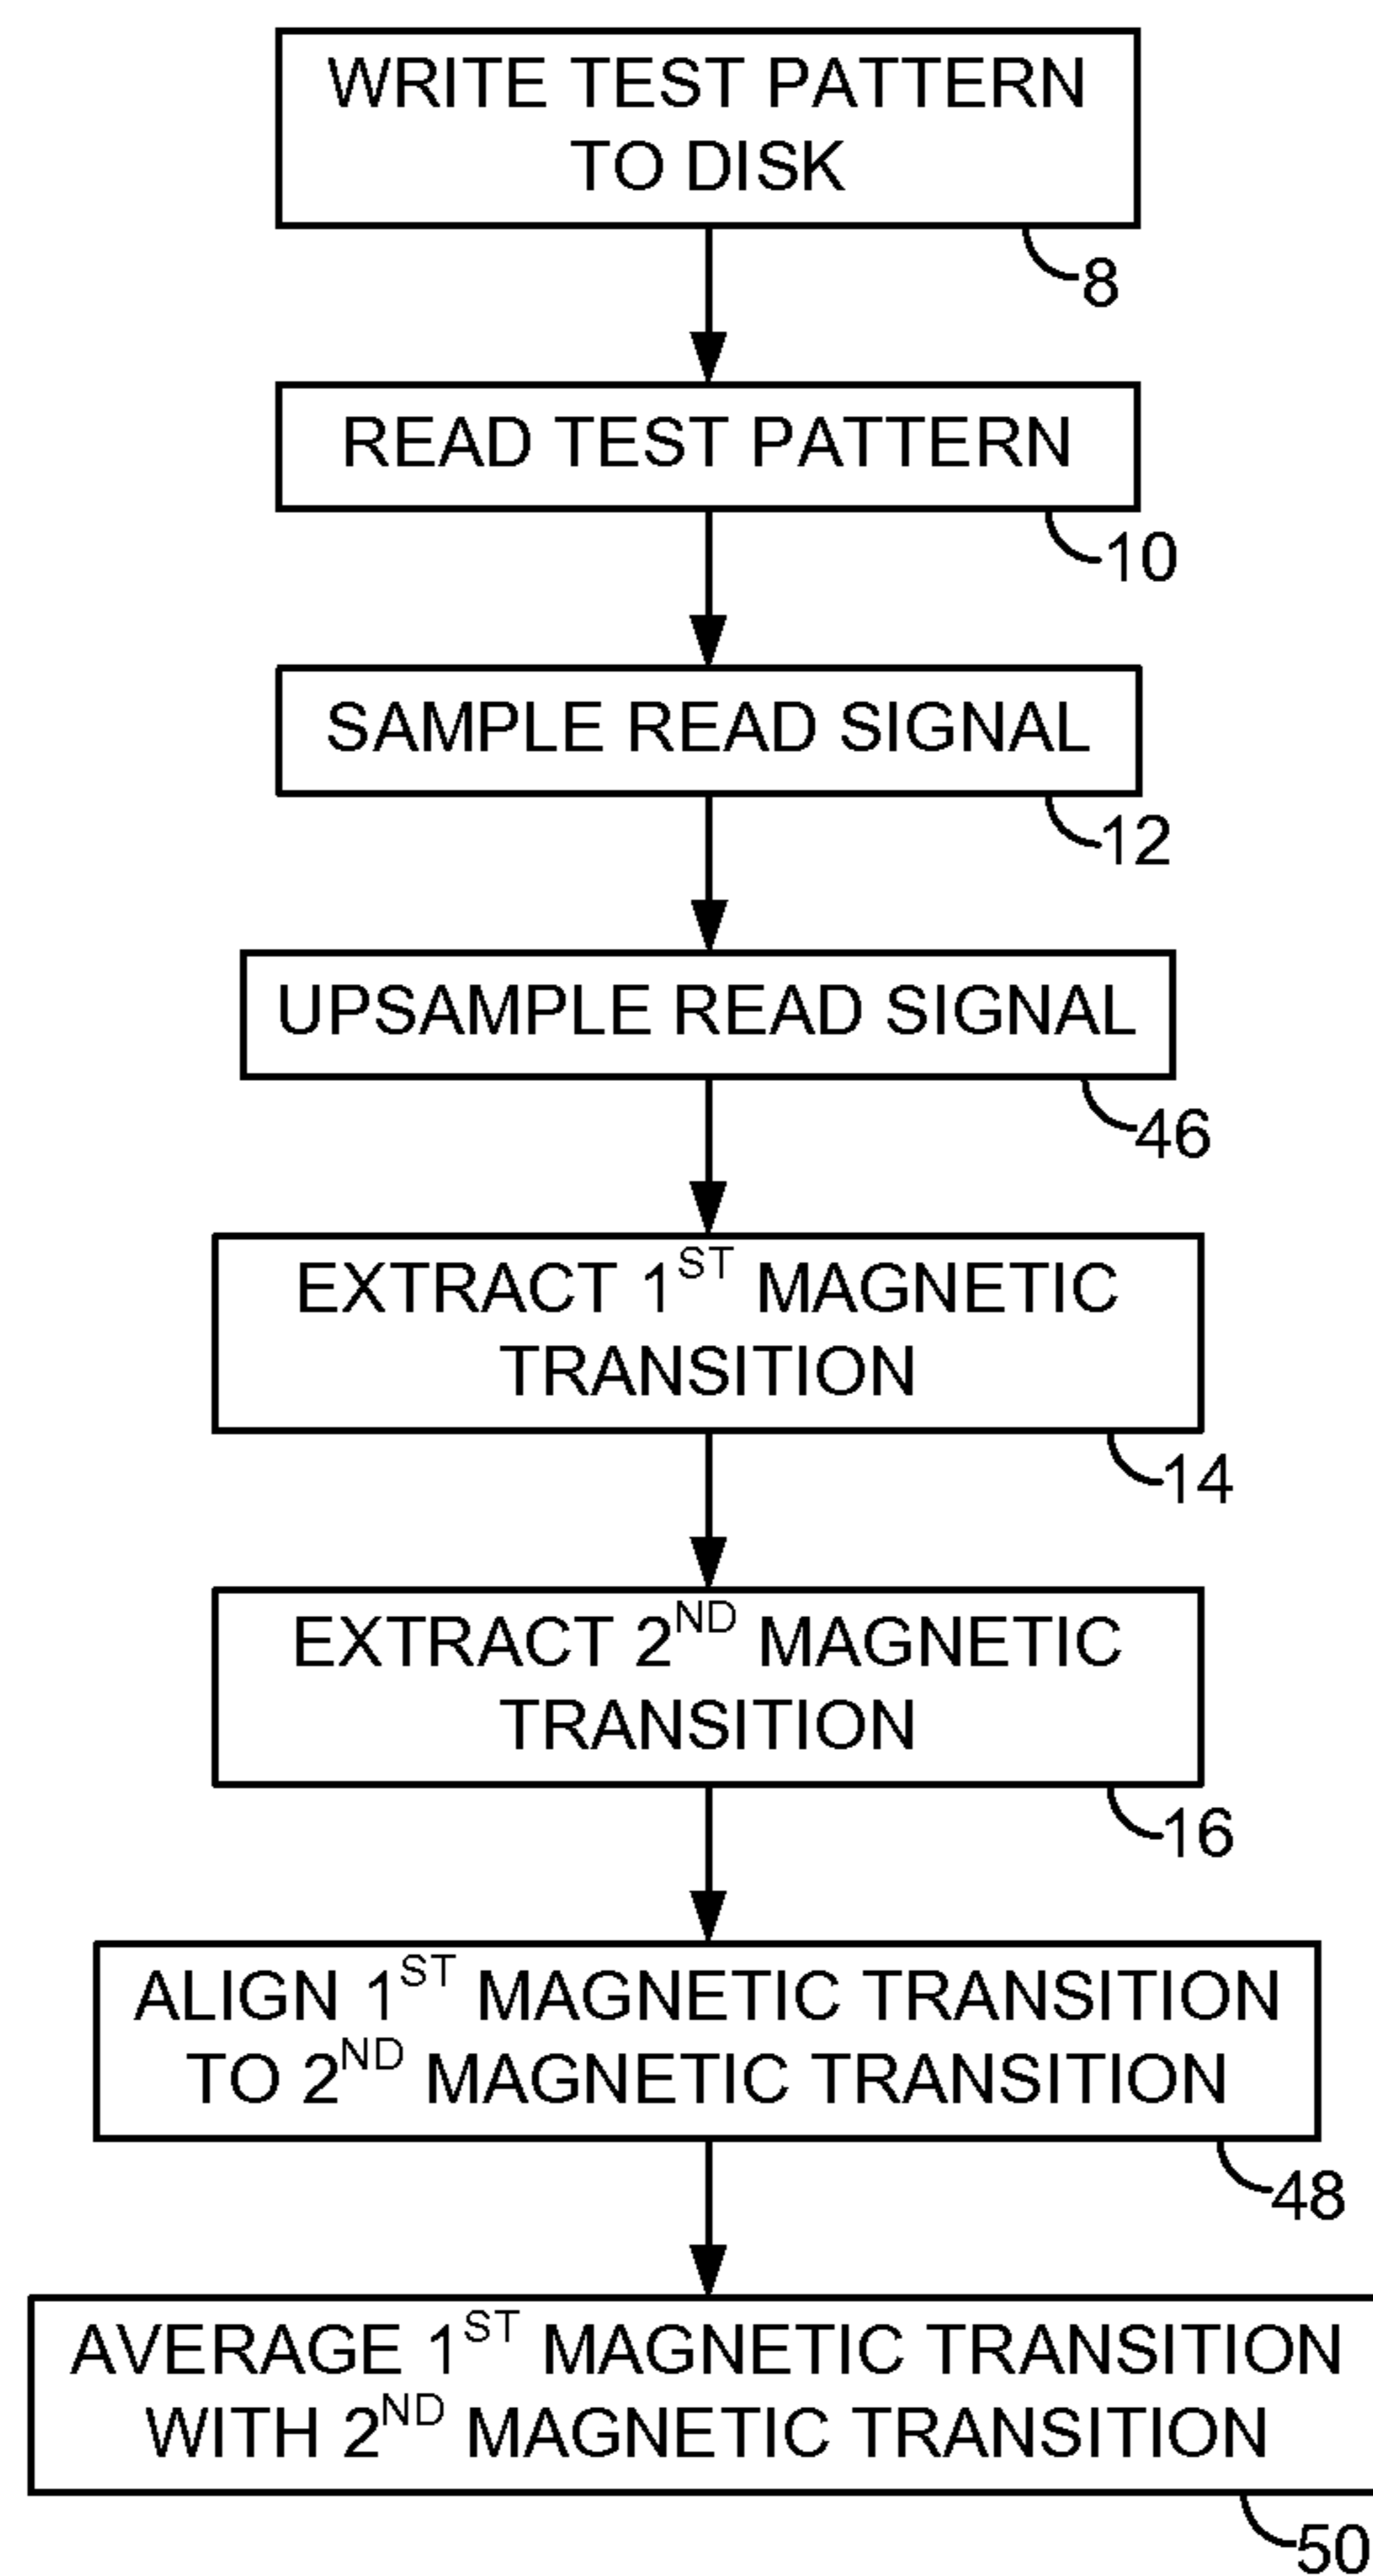 WRITE TEST PATTERN
TO DISK
8
READ TEST PATTERN
10
SAMPLE READ SIGNAL
12
UPSAMPLE READ SIGNAL
46
EXTRACT 1ST MAGNETIC
TRANSITION
14
EXTRACT 2ND MAGNETIC
TRANSITION
16
ALIGN 1ST MAGNETIC TRANSITION
TO 2ND MAGNETIC TRANSITION
48
AVERAGE 1ST MAGNETIC TRANSITION
WITH 2ND MAGNETIC TRANSITION
50